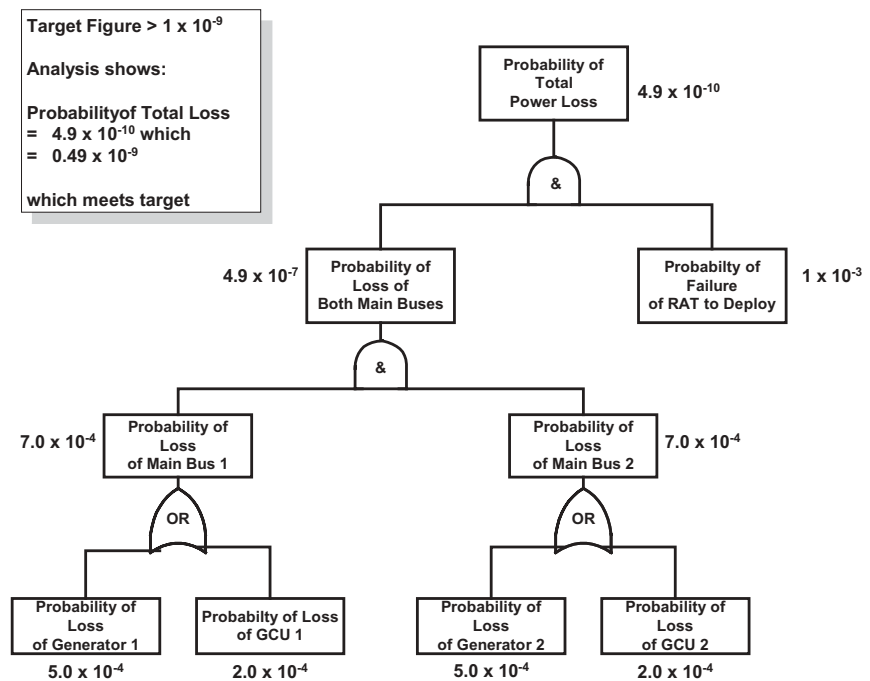 Target Figure > 1 x 10⁻⁹
Analysis shows:
Probabilityof Total Loss
= 4.9 x 10⁻¹⁰ which
= 0.49 x 10⁻⁹
which meets target
Probability of
Total
Power Loss
4.9 x 10⁻¹⁰
&
4.9 x 10⁻⁷
Probability of
Loss of
Both Main Buses
Probabilty of
Failure
of RAT to Deploy
1 x 10⁻³
&
7.0 x 10⁻⁴
Probability of
Loss
of Main Bus 1
Probability of
Loss
of Main Bus 2
7.0 x 10⁻⁴
OR
OR
Probability of
Loss
of Generator 1
Probabilty of Loss
of GCU 1
Probability of
Loss
of Generator 2
Probability of
Loss
of GCU 2
5.0 x 10⁻⁴
2.0 x 10⁻⁴
5.0 x 10⁻⁴
2.0 x 10⁻⁴